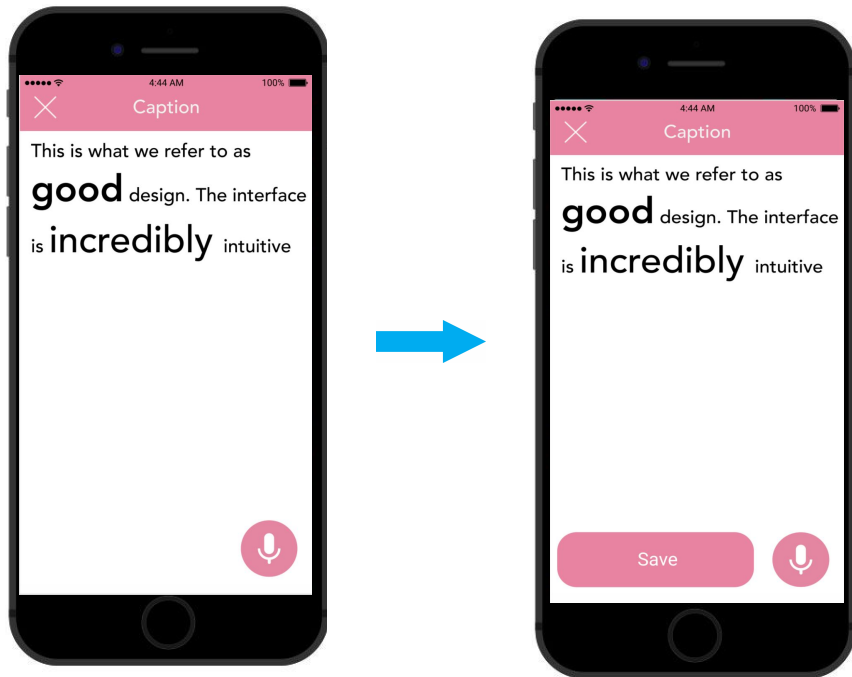 4:44 AM 100%
Caption
This is what we refer to as
good design. The interface
is incredibly intuitive
4:44 AM 100%
Caption
This is what we refer to as
good design. The interface
is incredibly intuitive
Save